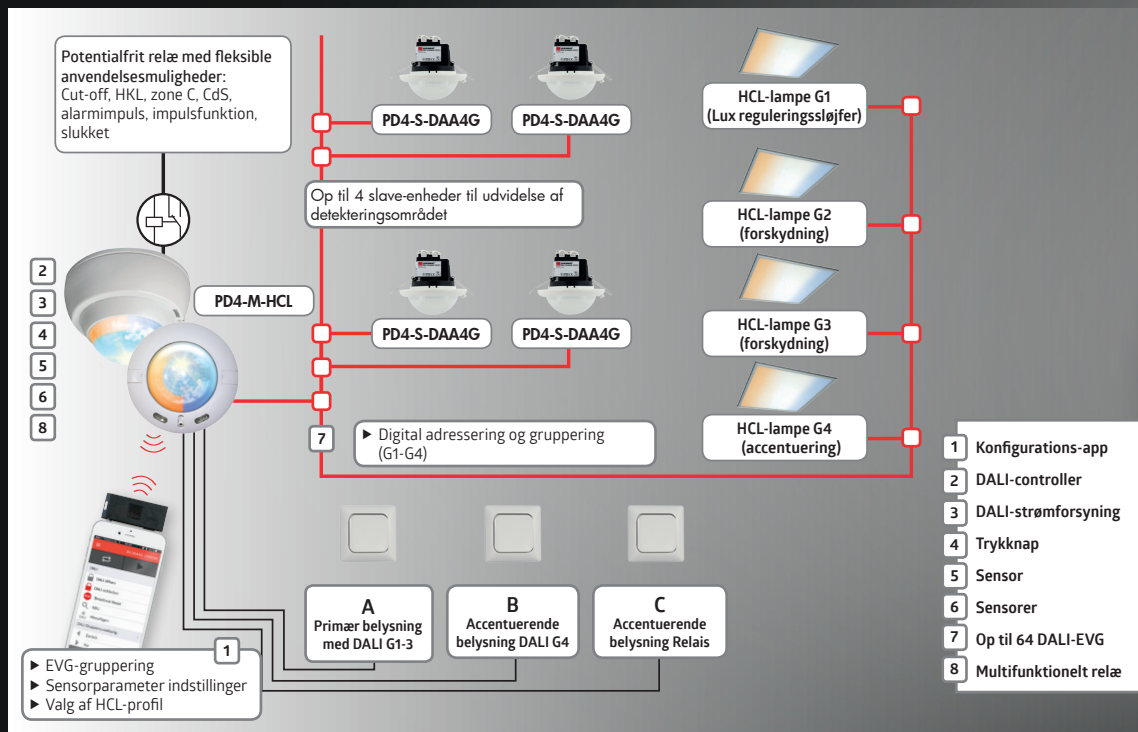 Potentialfrit relæ med fleksible
anvendelsesmuligheder:
Cut-off, HKL, zone C, CdS,
alarmimpuls, impulsfunktion,
slukket
PD4-S-DAA4G
PD4-S-DAA4G
HCL-lampe G1
(Lux reguleringssløjfer)
Op til 4 slave-enheder til udvidelse af
detekteringsområdet
HCL-lampe G2
(forskydning)
2
3
4
5
6
8
PD4-M-HCL
PD4-S-DAA4G
PD4-S-DAA4G
HCL-lampe G3
(forskydning)
7
▶ Digital adressering og gruppering
(G1-G4)
HCL-lampe G4
(accentuering)
A
Primær belysning
med DALI G1-3
B
Accentuerende
belysning DALI G4
C
Accentuerende
belysning Relais
1
▶ EVG-gruppering
▶ Sensorparameter indstillinger
▶ Valg af HCL-profil
1 Konfigurations-app
2 DALI-controller
3 DALI-strømforsyning
4 Trykknap
5 Sensor
6 Sensorer
7 Op til 64 DALI-EVG
8 Multifunktionelt relæ